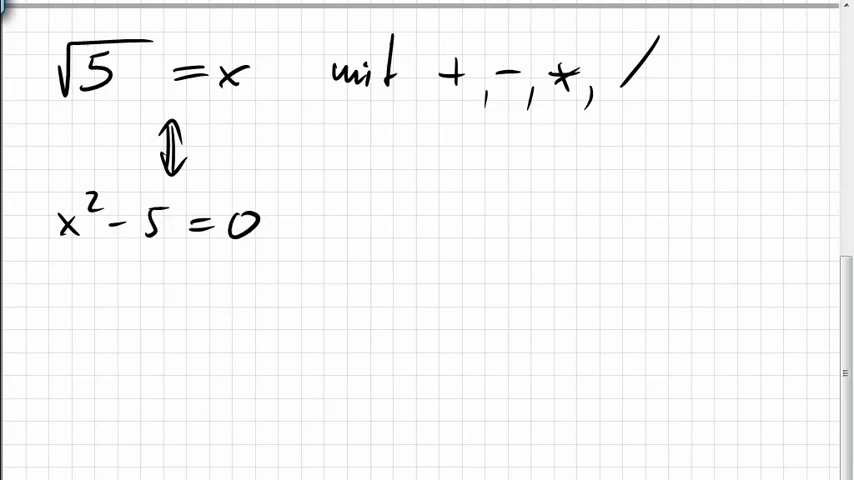 √5 = x mit +, -, *, /
⇕
x² - 5 = 0